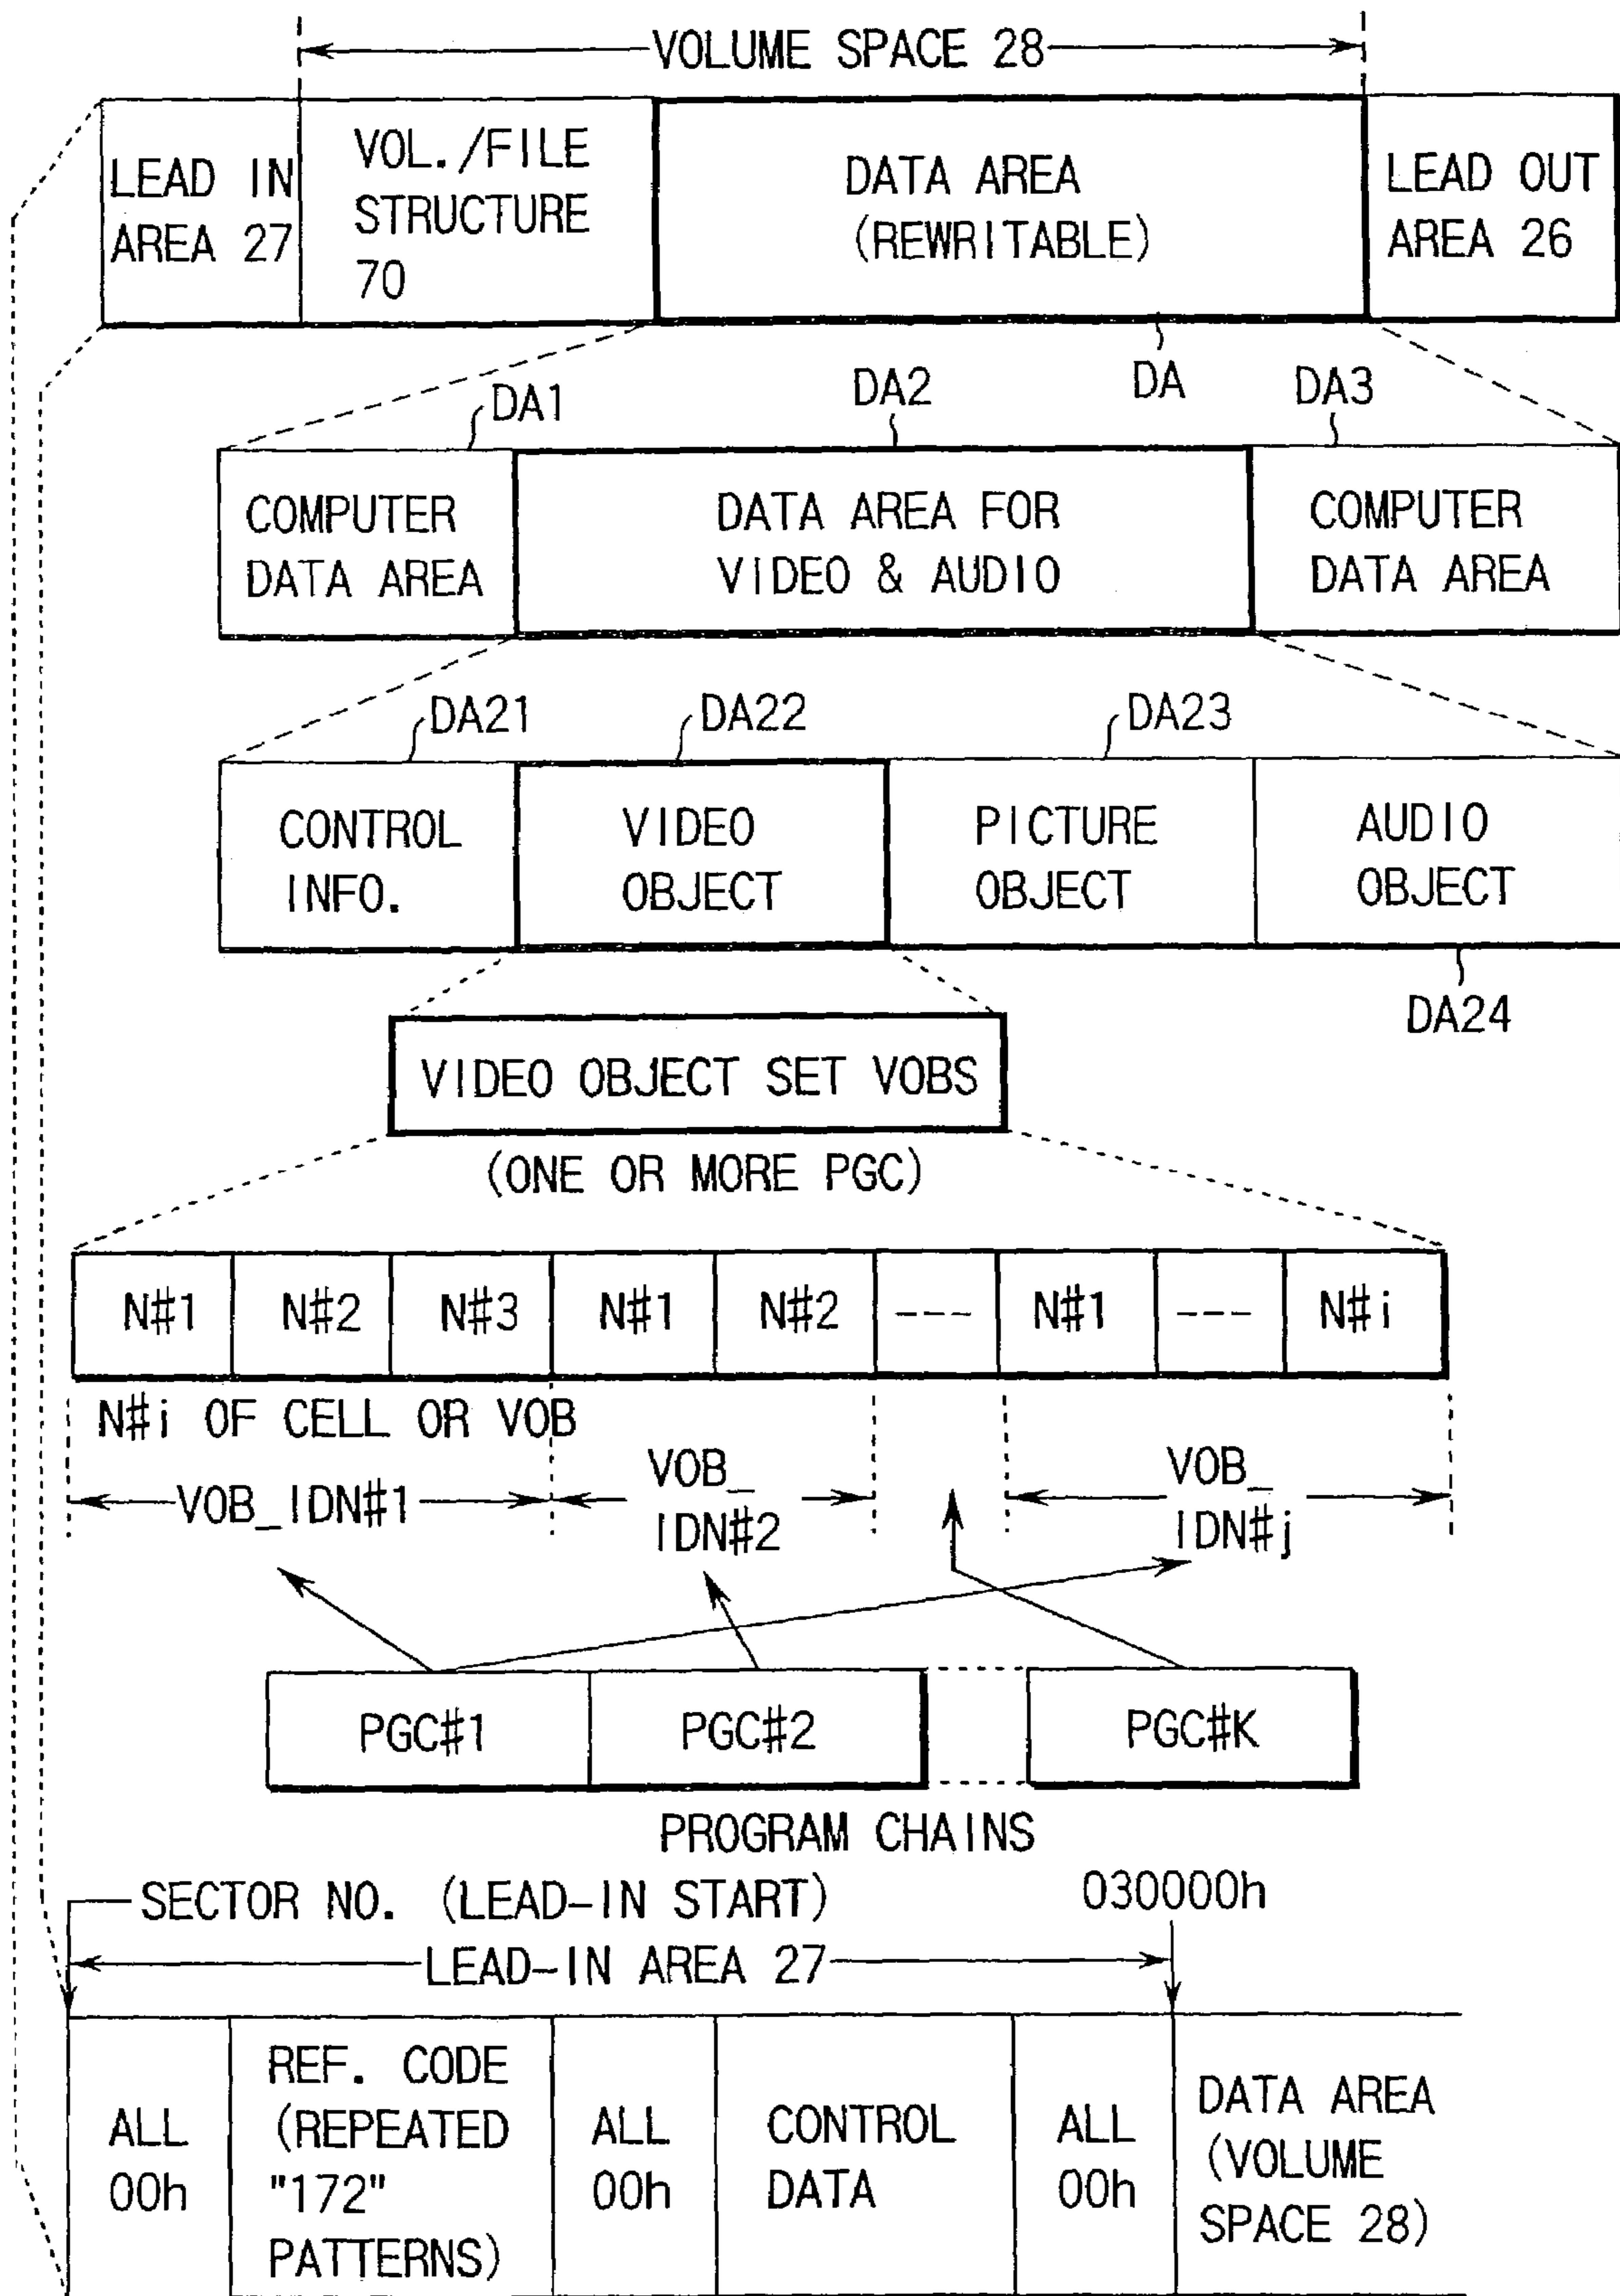 VOLUME SPACE 28
LEAD IN
AREA 27
VOL./FILE
STRUCTURE
70
DATA AREA
(REWRITABLE)
LEAD OUT
AREA 26
DA1
DA2
DA
DA3
COMPUTER
DATA AREA
DATA AREA FOR
VIDEO & AUDIO
COMPUTER
DATA AREA
DA21
DA22
DA23
CONTROL
INFO.
VIDEO
OBJECT
PICTURE
OBJECT
AUDIO
OBJECT
DA24
VIDEO OBJECT SET VOBS
(ONE OR MORE PGC)
N#1 N#2 N#3 N#1 N#2 --- N#1 --- N#i
N#i OF CELL OR VOB
VOB_IDN#1
VOB_
IDN#2
VOB_
IDN#j
PGC#1 PGC#2 PGC#K
PROGRAM CHAINS
SECTOR NO. (LEAD-IN START)
030000h
LEAD-IN AREA 27
ALL
00h
REF. CODE
(REPEATED
"172"
PATTERNS)
ALL
00h
CONTROL
DATA
ALL
00h
DATA AREA
(VOLUME
SPACE 28)